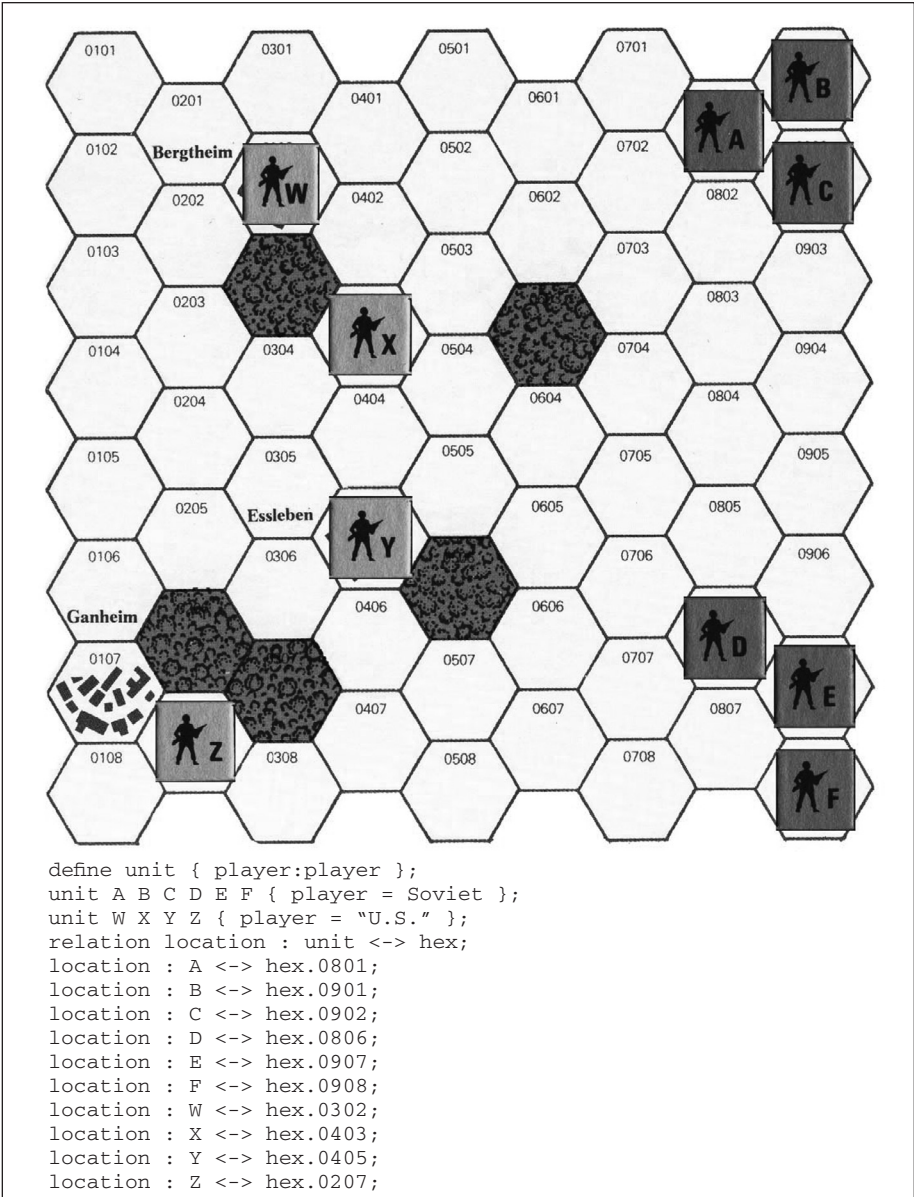 0101 0301 0501 0701
0201 0401 0601 B
0102 Bergtheim 0502 0702 A
0202 W 0402 0602 0802 C
0103 0503 0703 0903
0203 0803
0104 0304 X 0504 0704 0904
0204 0404 0604 0804
0105 0305 0505 0705 0905
0205 Essleben 0605 0805
0106 0306 Y 0706 0906
Ganheim 0406 0606
0107 0507 0707 D
0407 0607 0807 E
0108 Z 0308 0508 0708
F
define unit { player:player };
unit A B C D E F { player = Soviet };
unit W X Y Z { player = “U.S.” };
relation location : unit <-> hex;
location : A <-> hex.0801;
location : B <-> hex.0901;
location : C <-> hex.0902;
location : D <-> hex.0806;
location : E <-> hex.0907;
location : F <-> hex.0908;
location : W <-> hex.0302;
location : X <-> hex.0403;
location : Y <-> hex.0405;
location : Z <-> hex.0207;